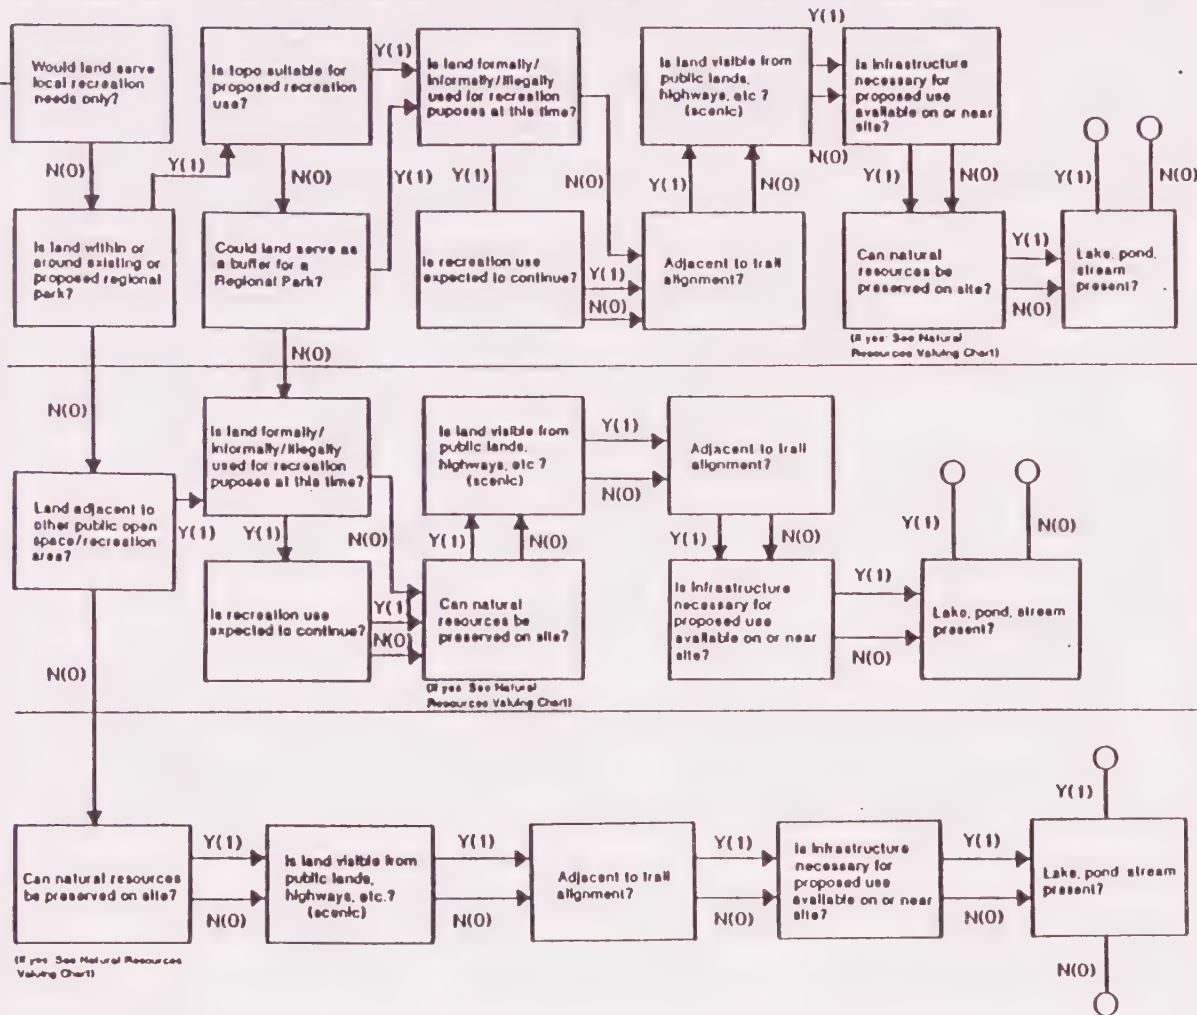 Would land serve
local recreation
needs only?
N(0)
Y(1)
Is land within or
around existing or
proposed regional
park?
N(0)
Is topo suitable for
proposed recreation
use?
Y(1)
N(0)
Could land serve as
a buffer for a
Regional Park?
Y(1)
N(0)
Is land formally/
Informally/Illegally
used for recreation
puposes at this time?
Y(1)
N(0)
Is recreation use
expected to continue?
Y(1)
N(0)
Adjacent to trail
alignment?
Y(1)
N(0)
Is land visible from
public lands,
highways, etc ?
(scenic)
Y(1)
N(0)
Is Infrastructure
necessary for
proposed use
available on or near
site?
Y(1)
N(0)
Can natural
resources be
preserved on site?
(If yes: See Natural
Resources Valuing Chart)
Y(1)
N(0)
Lake, pond,
stream
present?
Y(1)
N(0)
Land adjacent to
other public open
space/recreation
area?
Y(1)
N(0)
Is land formally/
Informally/Illegally
used for recreation
puposes at this time?
Y(1)
N(0)
Is recreation use
expected to continue?
Y(1)
N(0)
Can natural
resources be
preserved on site?
(If yes: See Natural
Resources Valuing Chart)
Y(1)
N(0)
Is land visible from
public lands,
highways, etc ?
(scenic)
Y(1)
N(0)
Adjacent to trail
alignment?
Y(1)
N(0)
Is Infrastructure
necessary for
proposed use
available on or near
site?
Y(1)
N(0)
Lake, pond, stream
present?
Y(1)
N(0)
Can natural resources
be preserved on site?
(If yes: See Natural Resources
Valuing Chart)
Y(1)
N(0)
Is land visible from
public lands,
highways, etc.?
(scenic)
Y(1)
N(0)
Adjacent to trail
alignment?
Y(1)
N(0)
Is Infrastructure
necessary for
proposed use
available on or near
site?
Y(1)
N(0)
Lake, pond stream
present?
Y(1)
N(0)